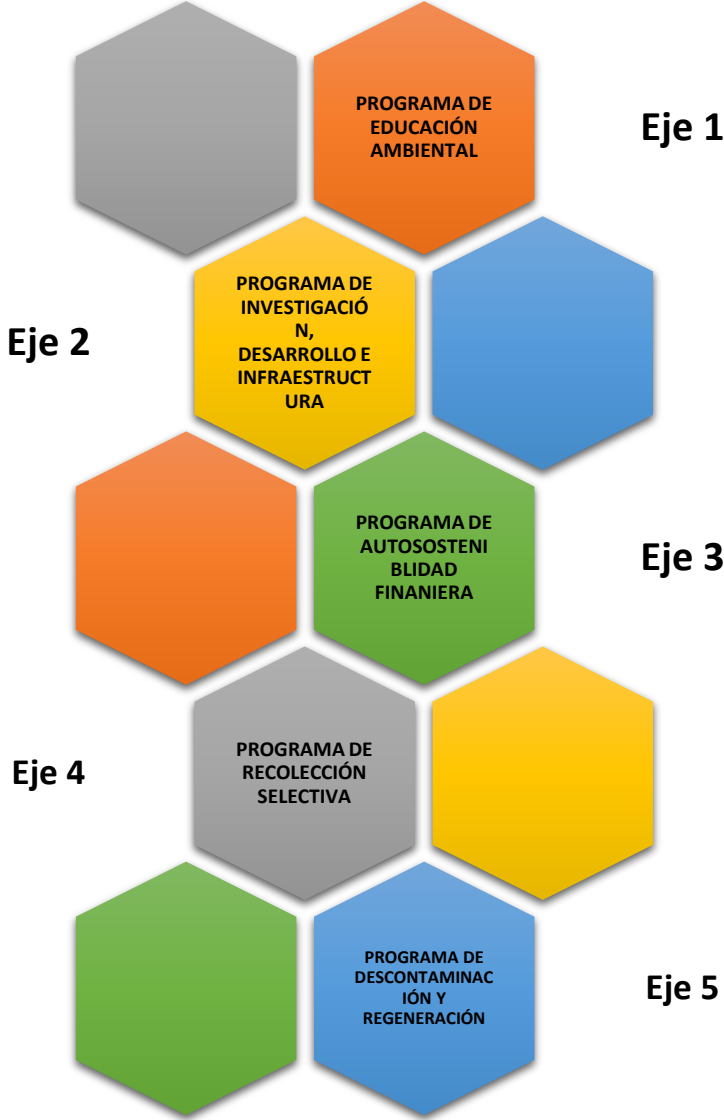 PROGRAMA DE
EDUCACIÓN
AMBIENTAL
Eje 1
Eje 2
PROGRAMA DE
INVESTIGACIÓ
N,
DESARROLLO E
INFRAESTRUCT
URA
PROGRAMA DE
AUTOSOSTENI
BLIDAD
FINANIERA
Eje 3
Eje 4
PROGRAMA DE
RECOLECCIÓN
SELECTIVA
PROGRAMA DE
DESCONTAMINAC
IÓN Y
REGENERACIÓN
Eje 5